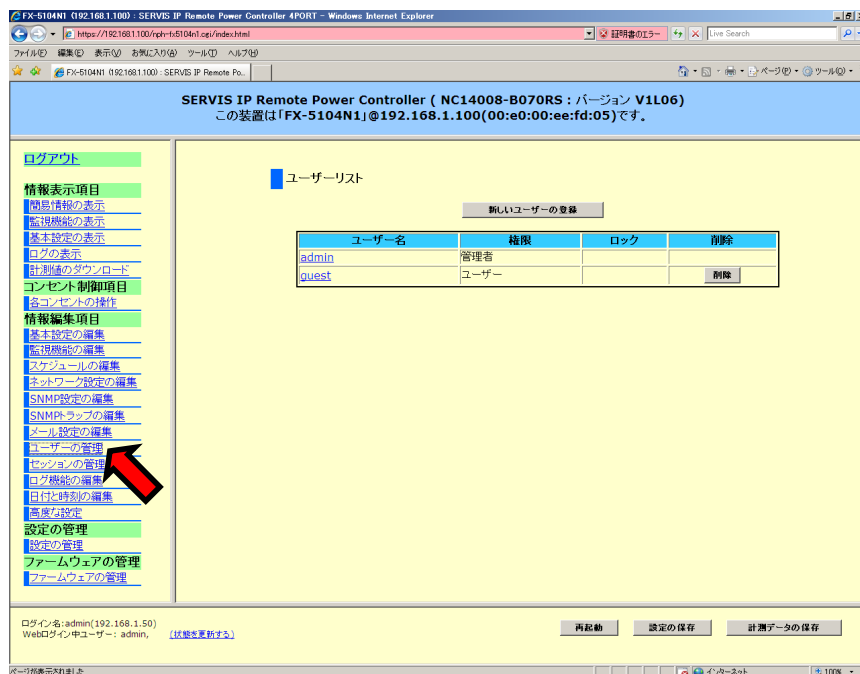 FX-5104N1 (192.168.1.100) : SERVIS IP Remote Power Controller 4PORT - Windows Internet Explorer
https://192.168.1.100/nph-fx5104n1.cgi/index.html
証明書のエラー
Live Search
ファイル(F) 編集(E) 表示(V) お気に入り(A) ツール(T) ヘルプ(H)
FX-5104N1 (192.168.1.100) : SERVIS IP Remote Po...
ページ(P) ツール(O)
SERVIS IP Remote Power Controller ( NC14008-B070RS : バージョン V1L06)
この装置は「FX-5104N1」@192.168.1.100(00:e0:00:ee:fd:05)です。
ログアウト
情報表示項目
簡易情報の表示
監視機能の表示
基本設定の表示
ログの表示
計測値のダウンロード
コンセント制御項目
各コンセントの操作
情報編集項目
基本設定の編集
監視機能の編集
スケジュールの編集
ネットワーク設定の編集
SNMP設定の編集
SNMPトラップの編集
メール設定の編集
ユーザーの管理
セッションの管理
ログ機能の編集
日付と時刻の編集
高度な設定
設定の管理
設定の管理
ファームウェアの管理
ファームウェアの管理
ユーザーリスト
新しいユーザーの登録
ユーザー名 権限 ロック 削除
admin 管理者
guest ユーザー 削除
ログイン名:admin(192.168.1.50)
Webログイン中ユーザー: admin, (状態を更新する)
再起動 設定の保存 計測データの保存
ページが表示されました
インターネット
100%